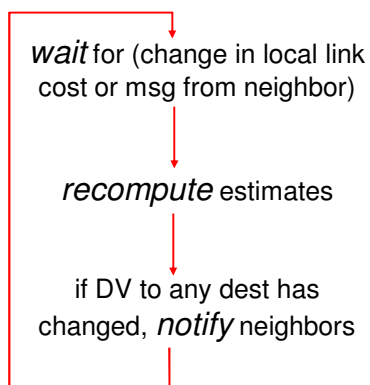 wait for (change in local link
cost or msg from neighbor)
recompute estimates
if DV to any dest has
changed, notify neighbors